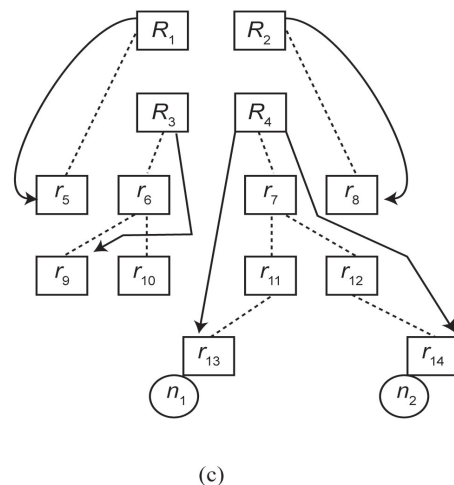 R₁ R₂
R₃ R₄
r₅ r₆ r₇ r₈
r₉ r₁₀ r₁₁ r₁₂
r₁₃ r₁₄
n₁ n₂
(c)